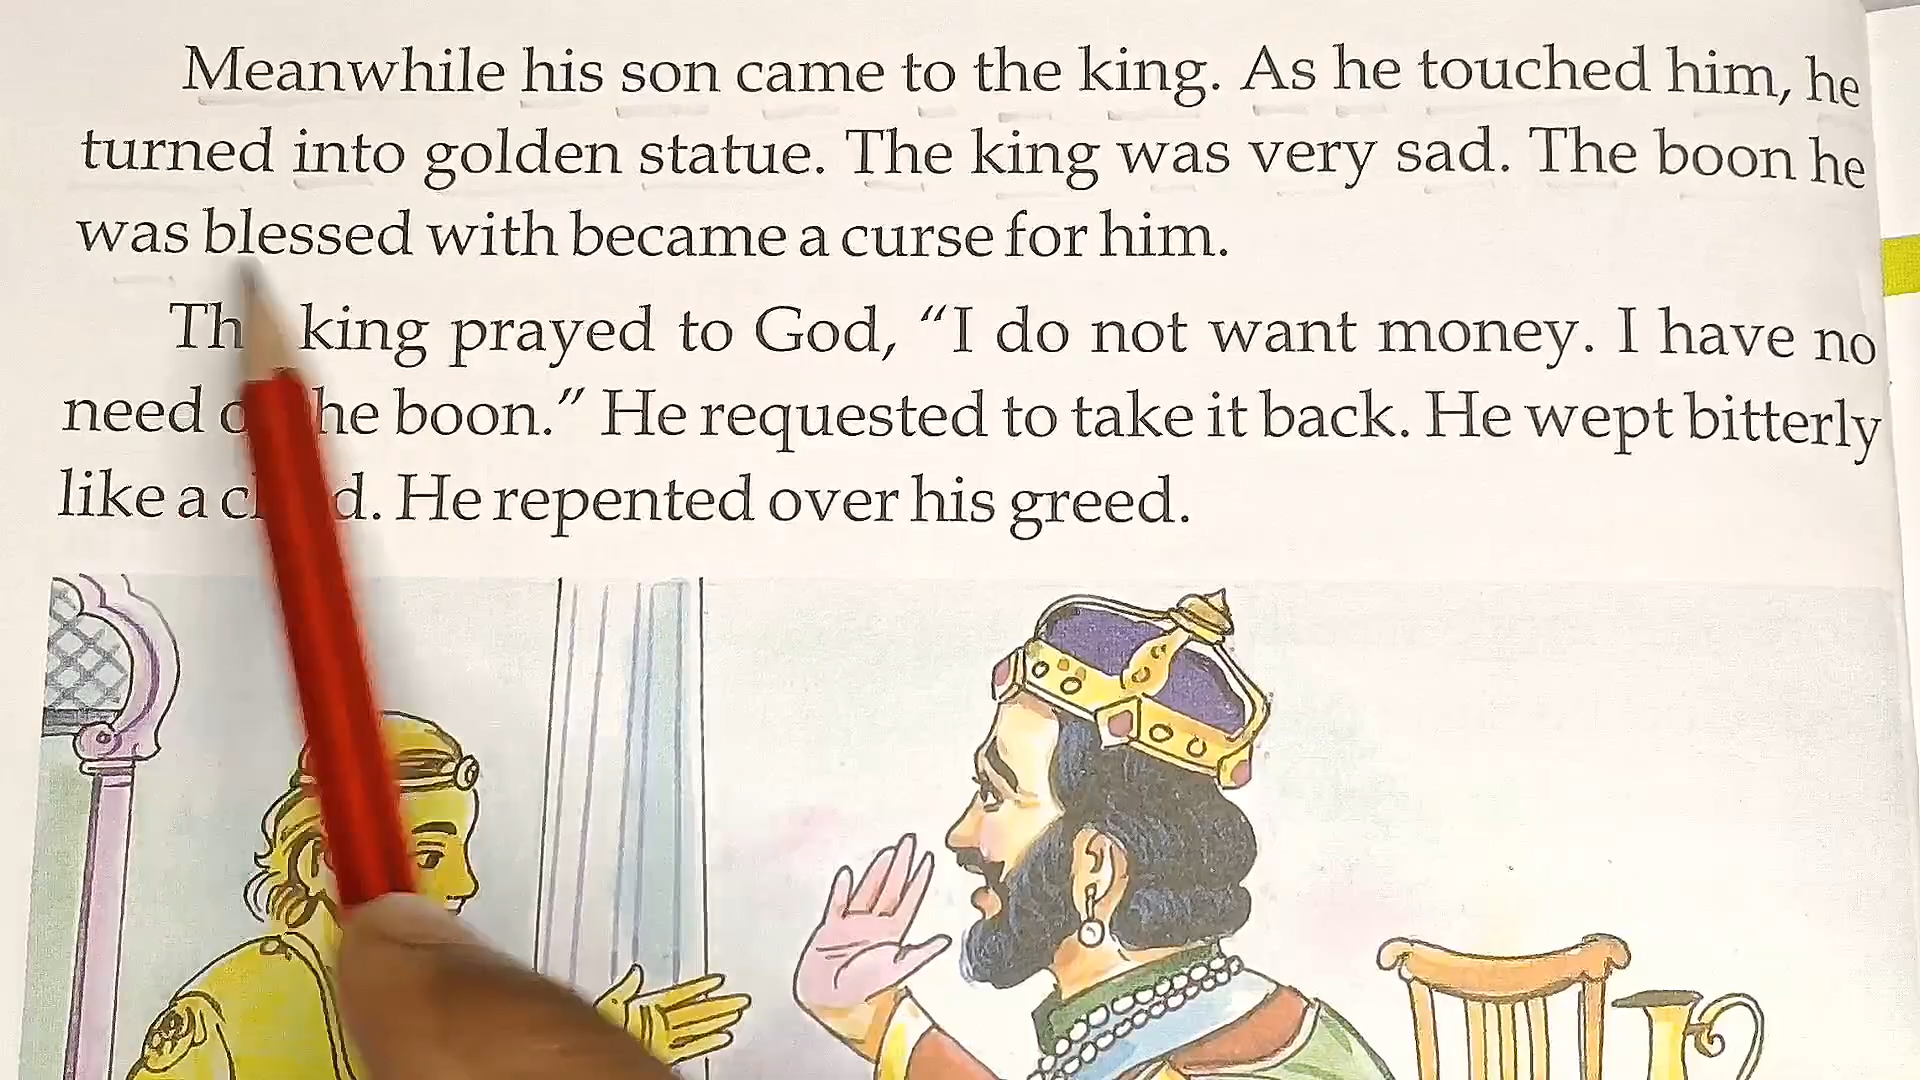 Meanwhile his son came to the king. As he touched him, he
turned into golden statue. The king was very sad. The boon he
was blessed with became a curse for him.
king prayed to God, “I do not want money. I have no
need boon.” He requested to take it back. He wept bitterly
like a He repented over his greed.